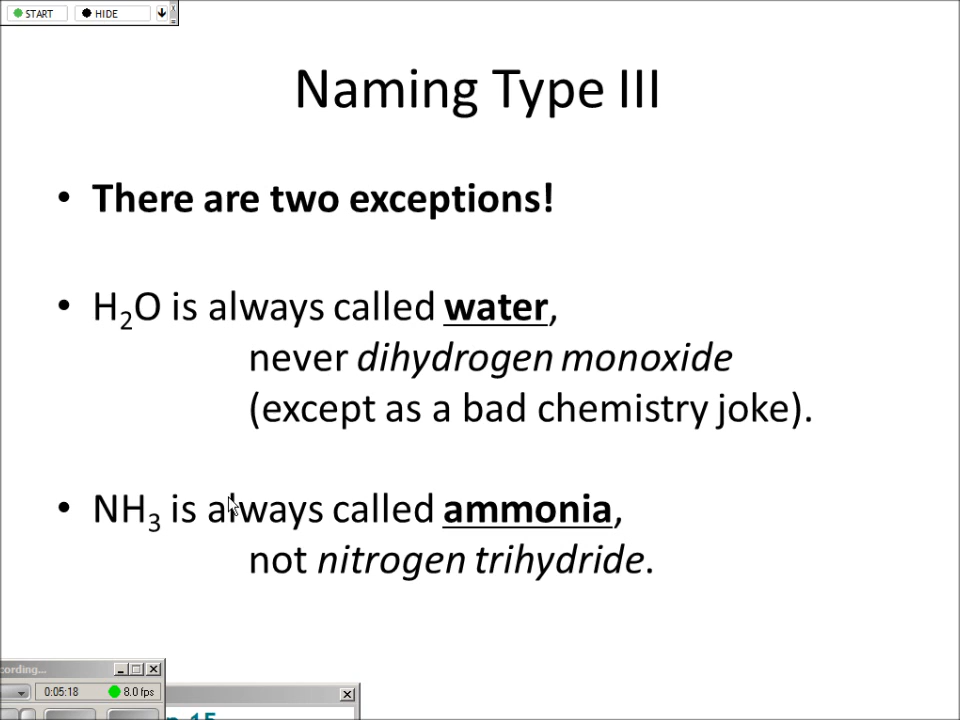 START HIDE
Naming Type III
• There are two exceptions!
• H₂O is always called water,
never dihydrogen monoxide
(except as a bad chemistry joke).
• NH₃ is always called ammonia,
not nitrogen trihydride.
cording...
0:05:18 8.0 fps
15